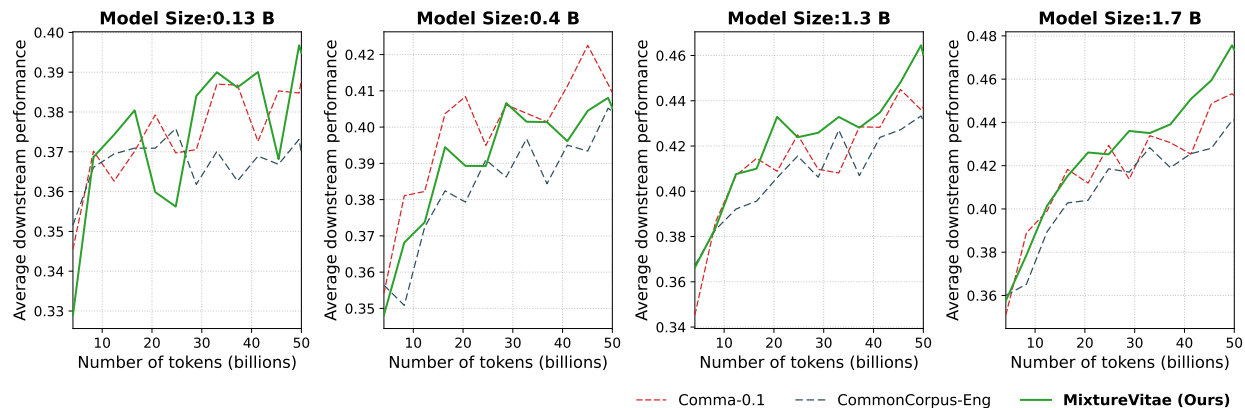 Model Size:0.13 B
Average downstream performance
0.40
0.39
0.38
0.37
0.36
0.35
0.34
0.33
10 20 30 40 50
Number of tokens (billions)
Model Size:0.4 B
Average downstream performance
0.42
0.41
0.40
0.39
0.38
0.37
0.36
0.35
10 20 30 40 50
Number of tokens (billions)
Model Size:1.3 B
Average downstream performance
0.46
0.44
0.42
0.40
0.38
0.36
0.34
10 20 30 40 50
Number of tokens (billions)
Model Size:1.7 B
Average downstream performance
0.48
0.46
0.44
0.42
0.40
0.38
0.36
10 20 30 40 50
Number of tokens (billions)
Comma-0.1 CommonCorpus-Eng MixtureVitae (Ours)